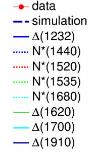 data
simulation
Δ(1232)
N*(1440)
N*(1520)
N*(1535)
N*(1680)
Δ(1620)
Δ(1700)
Δ(1910)